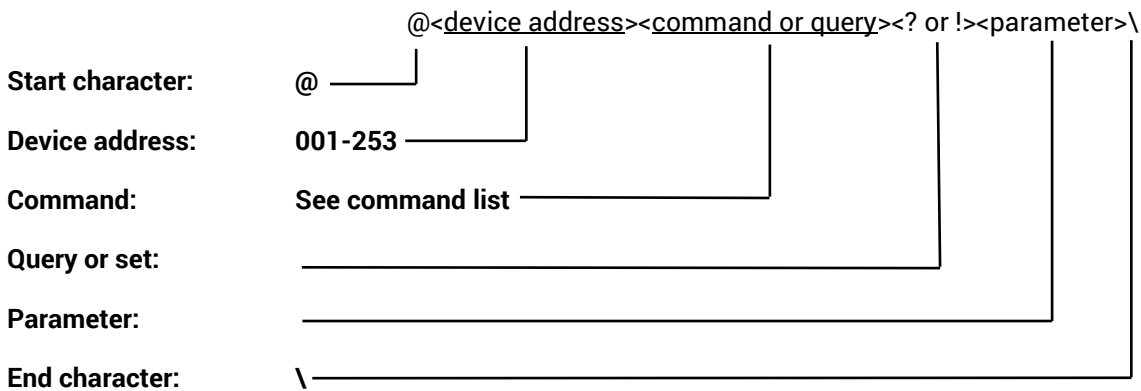 @<device address><command or query><? or !><parameter>\
Start character: @
Device address: 001-253
Command: See command list
Query or set:
Parameter:
End character: \